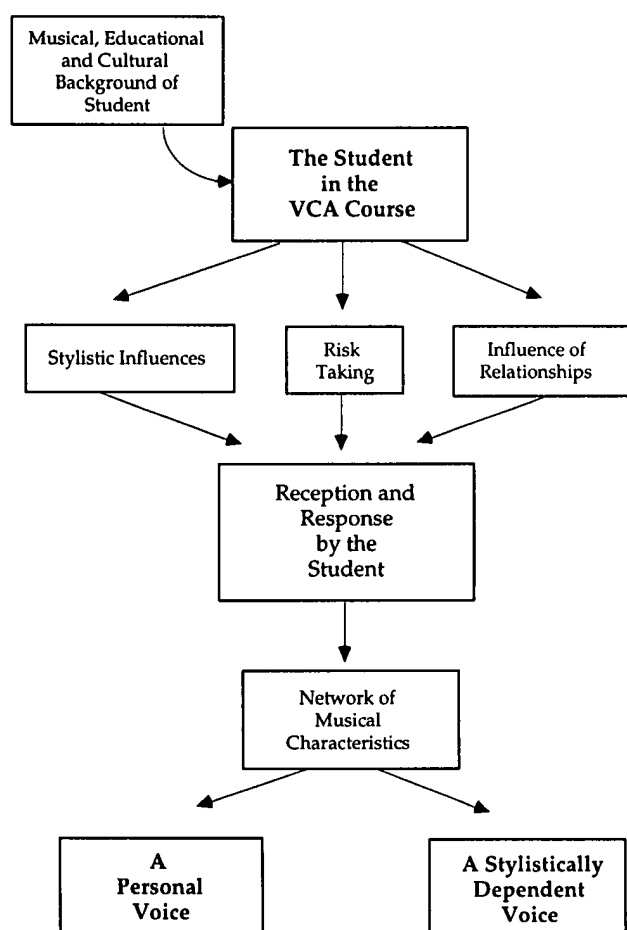 Musical, Educational
and Cultural
Background of
Student
The Student
in the
VCA Course
Stylistic Influences
Risk
Taking
Influence of
Relationships
Reception and
Response
by the
Student
Network of
Musical
Characteristics
A
Personal
Voice
A Stylistically
Dependent
Voice